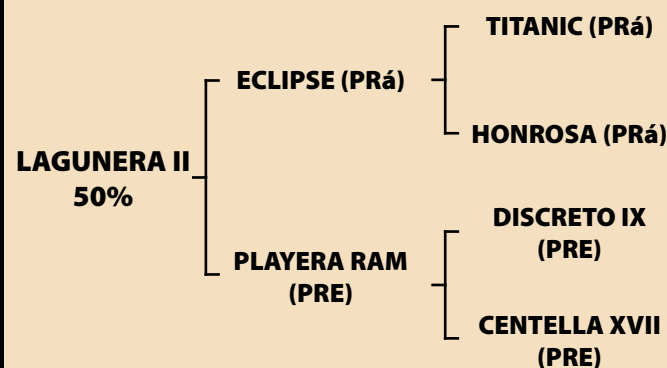 TITANIC (PRá)
ECLIPSE (PRá)
HONROSA (PRá)
LAGUNERA II
50%
DISCRETO IX
(PRE)
PLAYERA RAM
(PRE)
CENTELLA XVII
(PRE)